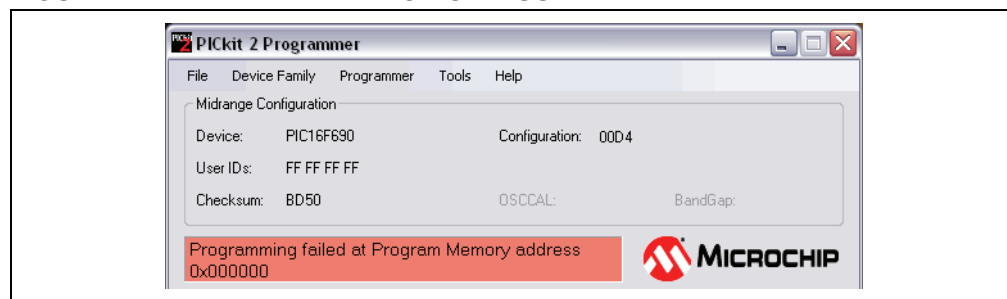 PICkit 2 Programmer
File Device Family Programmer Tools Help
Midrange Configuration
Device: PIC16F690 Configuration: 00D4
User IDs: FF FF FF FF
Checksum: BD50 OSCCAL: BandGap:
Programming failed at Program Memory address
0x000000
MICROCHIP